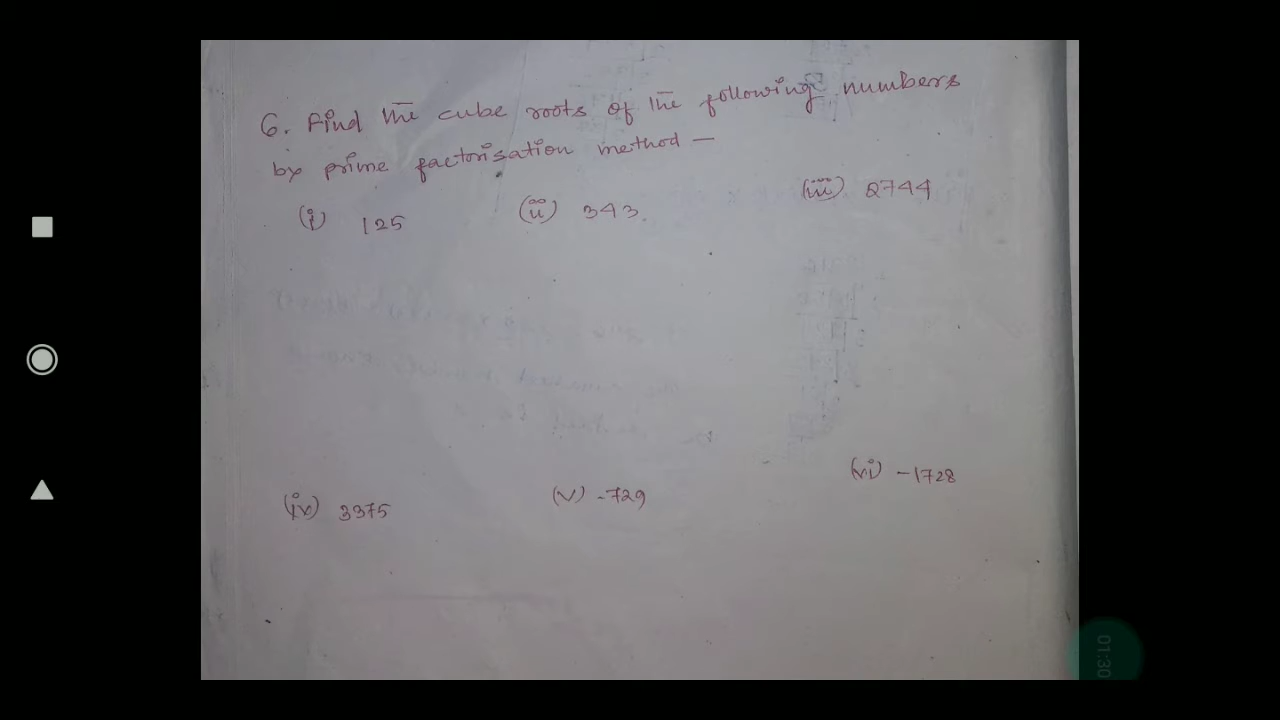 6. Find the cube roots of the following numbers
by prime factorisation method —
(i) 125 (ii) 343. (iii) 2744
(iv) 3375 (v) -729 (vi) -1728
01:30